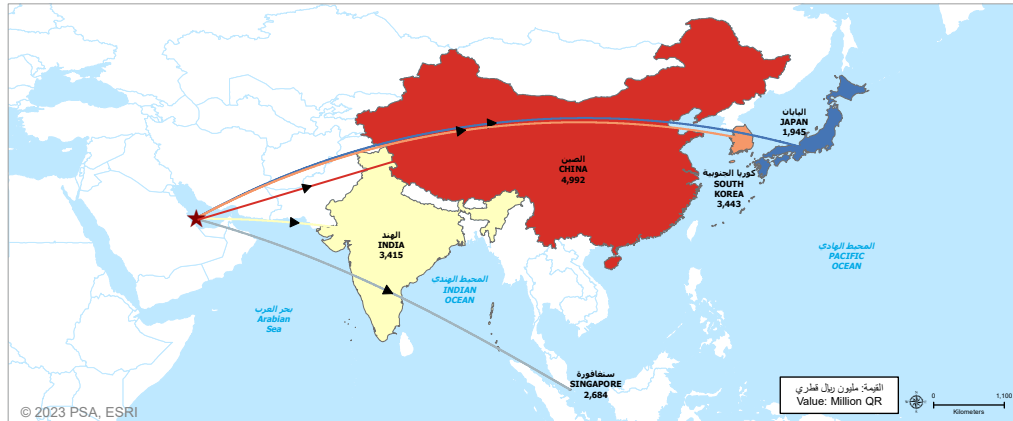 اليابان
JAPAN
1,945
الصين
CHINA
4,992
كوريا الجنوبية
SOUTH
KOREA
3,443
الهند
INDIA
3,415
المحيط الهادي
PACIFIC
OCEAN
المحيط الهندي
INDIAN
OCEAN
بحر العرب
Arabian
Sea
سنغافورة
SINGAPORE
2,684
القيمة: مليون ريال قطري
Value: Million QR
0 1,100
Kilometers
© 2023 PSA, ESRI